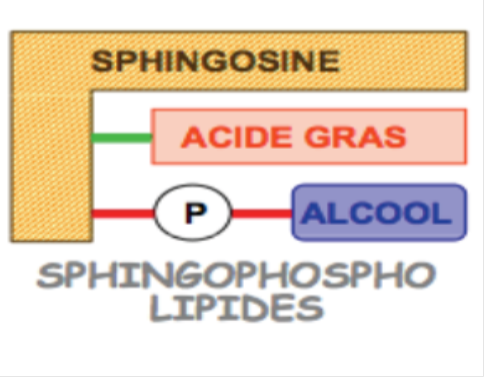 SPHINGOSINE
ACIDE GRAS
P ALCOOL
SPHINGOPHOSPHO
LIPIDES